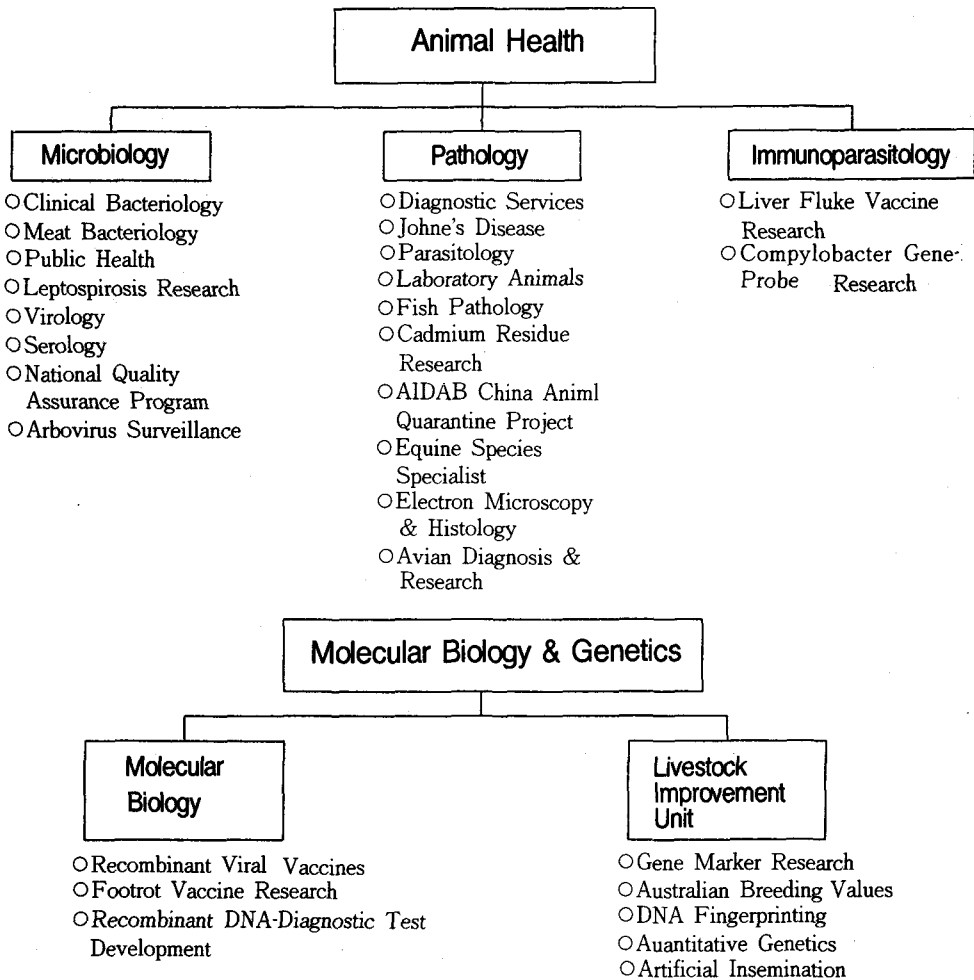 Animal Health
Microbiology
○Clinical Bacteriology
○Meat Bacteriology
○Public Health
○Leptospirosis Research
○Virology
○Serology
○National Quality
Assurance Program
○Arbovirus Surveillance
Pathology
○Diagnostic Services
○Johne's Disease
○Parasitology
○Laboratory Animals
○Fish Pathology
○Cadmium Residue
Research
○AIDAB China Animl
Quarantine Project
○Equine Species
Specialist
○Electron Microscopy
& Histology
○Avian Diagnosis &
Research
Immunoparasitology
○Liver Fluke Vaccine
Research
○Compylobacter Gene-
Probe Research
Molecular Biology & Genetics
Molecular
Biology
○Recombinant Viral Vaccines
○Footrot Vaccine Research
○Recombinant DNA-Diagnostic Test
Development
Livestock
Improvement
Unit
○Gene Marker Research
○Australian Breeding Values
○DNA Fingerprinting
○Auantitative Genetics
○Artificial Insemination